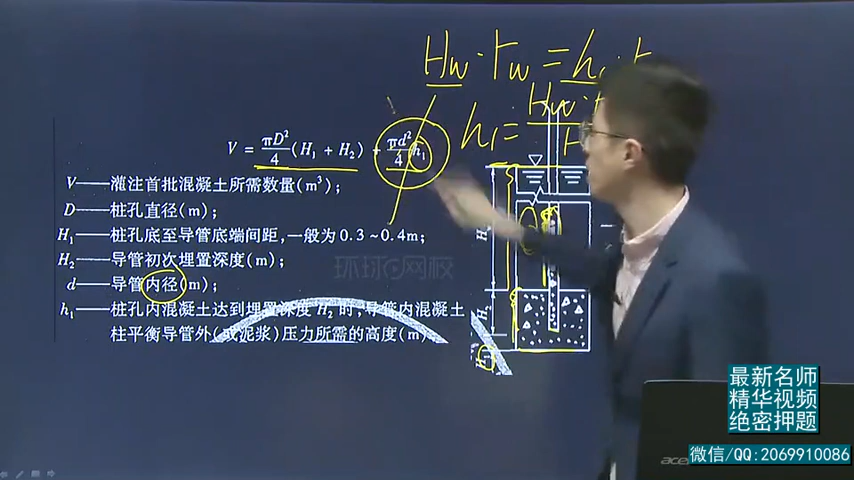 Hw·rw = h₁·r
h₁ = Hw·r
V = πD²/4 (H₁ + H₂) + πd²/4 h₁
V——灌注首批混凝土所需数量(m³);
D——桩孔直径(m);
H₁——桩孔底至导管底端间距,一般为0.3~0.4m;
H₂——导管初次埋置深度(m);
d——导管内径(m);
h₁——桩孔内混凝土达到埋置深度H₂时,导管内混凝土
柱平衡导管外(或泥浆)压力所需的高度(m)
环球网校
H₂
H₁
最新名师
精华视频
绝密押题
微信/QQ:2069910086
acer